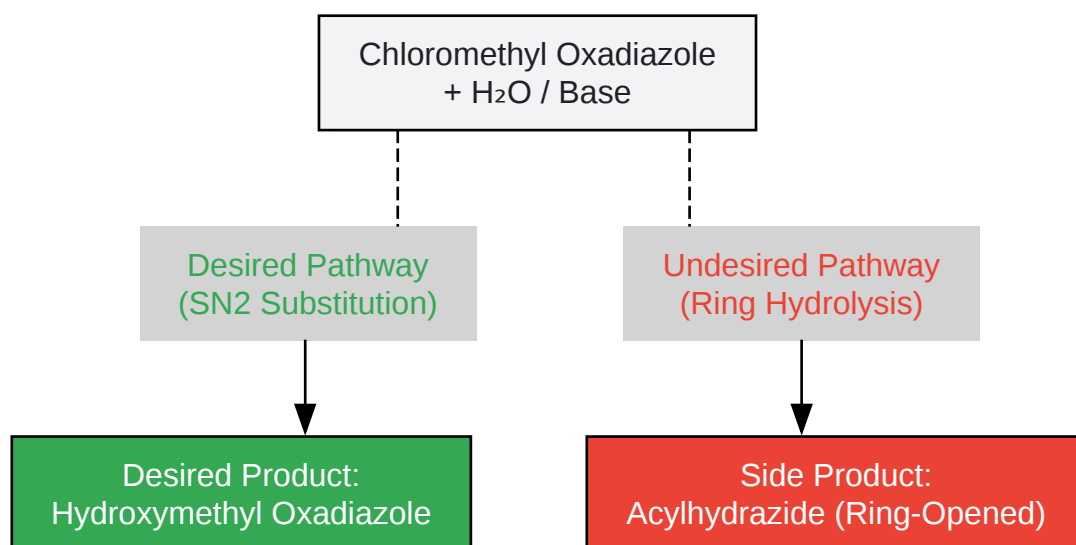 Chloromethyl Oxadiazole
+ H₂O / Base
Desired Pathway
(SN2 Substitution)
Undesired Pathway
(Ring Hydrolysis)
Desired Product:
Hydroxymethyl Oxadiazole
Side Product:
Acylhydrazide (Ring-Opened)